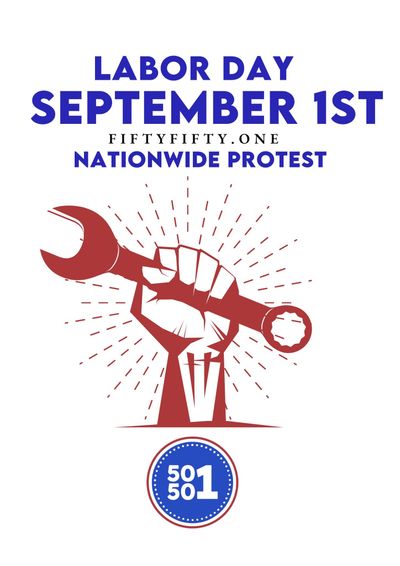 LABOR DAY
SEPTEMBER 1ST
FIFTYFIFTY.ONE
NATIONWIDE PROTEST
50
50 1